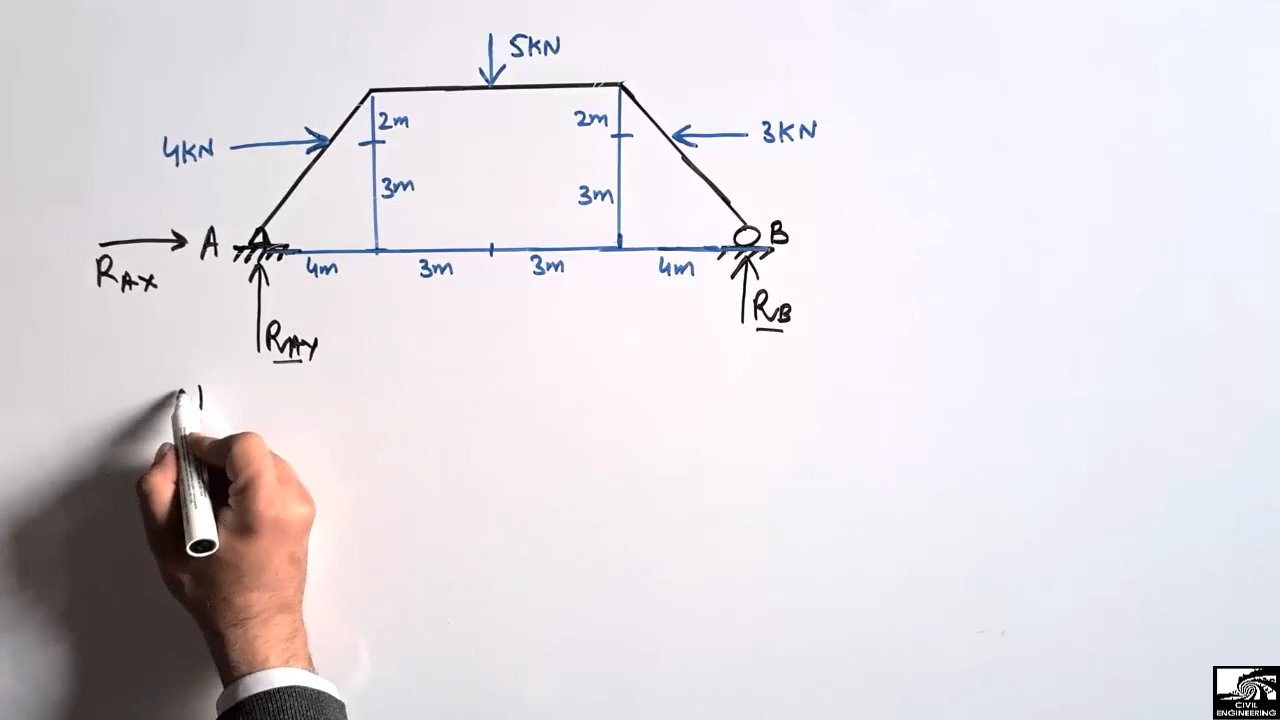 5KN
2m
2m
4KN
3KN
3m
3m
A
B
RAX
4m
3m
3m
4m
RB
RAY
CIVIL
ENGINEERING